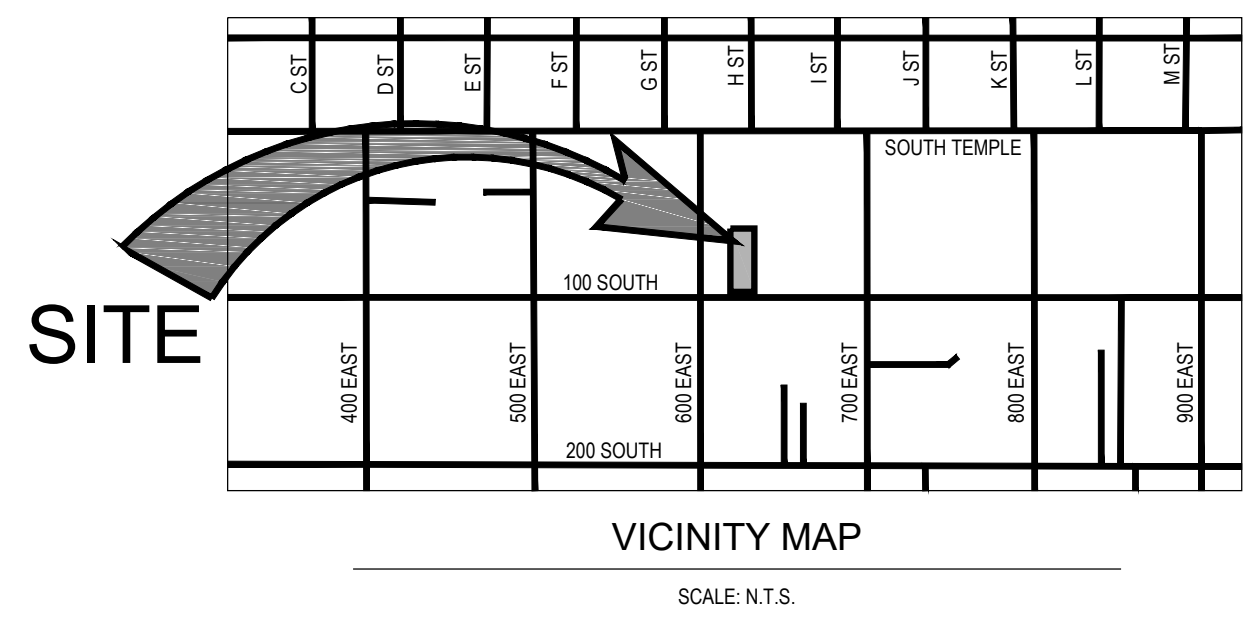 C ST
D ST
E ST
F ST
G ST
H ST
I ST
J ST
K ST
L ST
M ST
SOUTH TEMPLE
100 SOUTH
SITE
400 EAST
500 EAST
600 EAST
700 EAST
800 EAST
900 EAST
200 SOUTH
VICINITY MAP
SCALE: N.T.S.